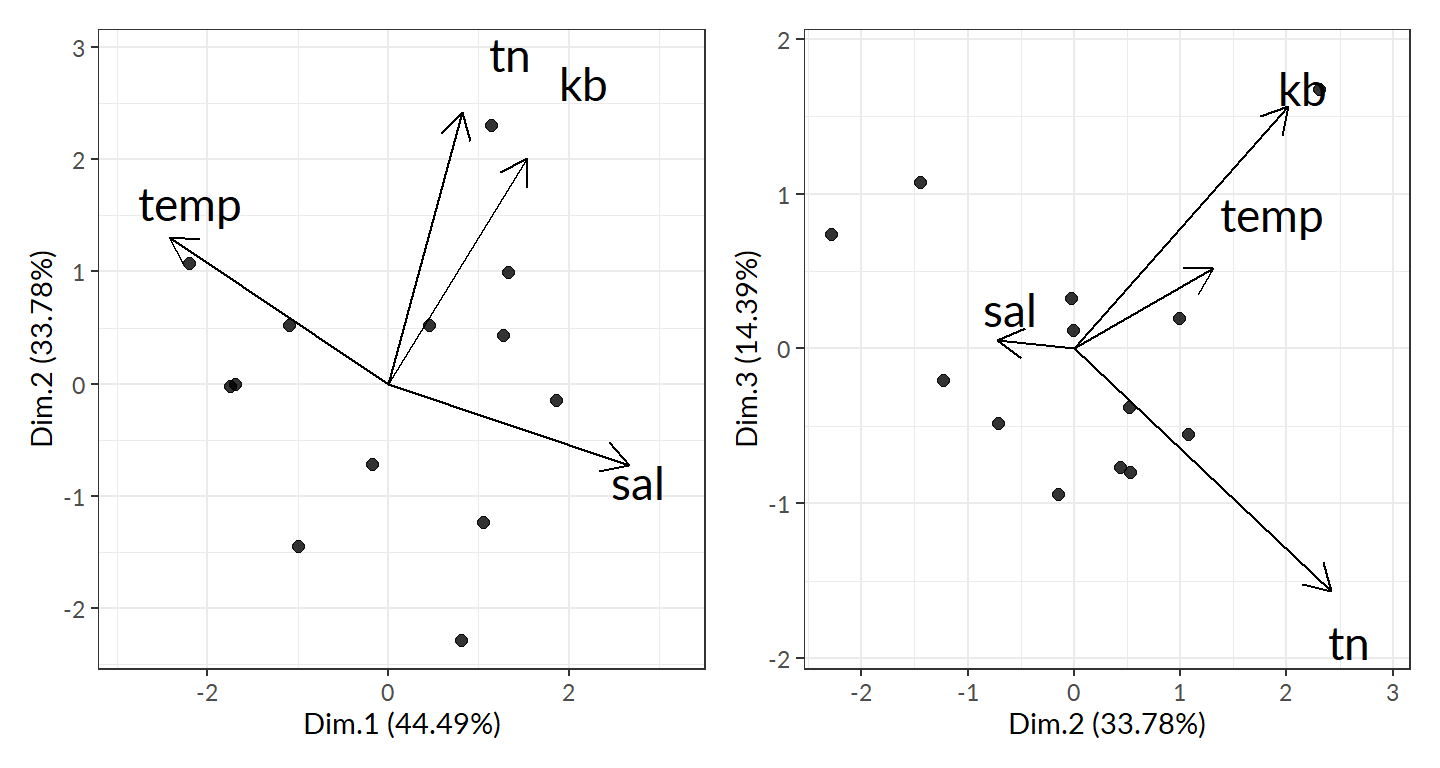 3
2
1
0
-1
-2
Dim.2 (33.78%)
tn
kb
temp
sal
-2
0
2
Dim.1 (44.49%)
2
1
0
-1
-2
Dim.3 (14.39%)
kb
temp
sal
tn
-2
-1
0
1
2
3
Dim.2 (33.78%)